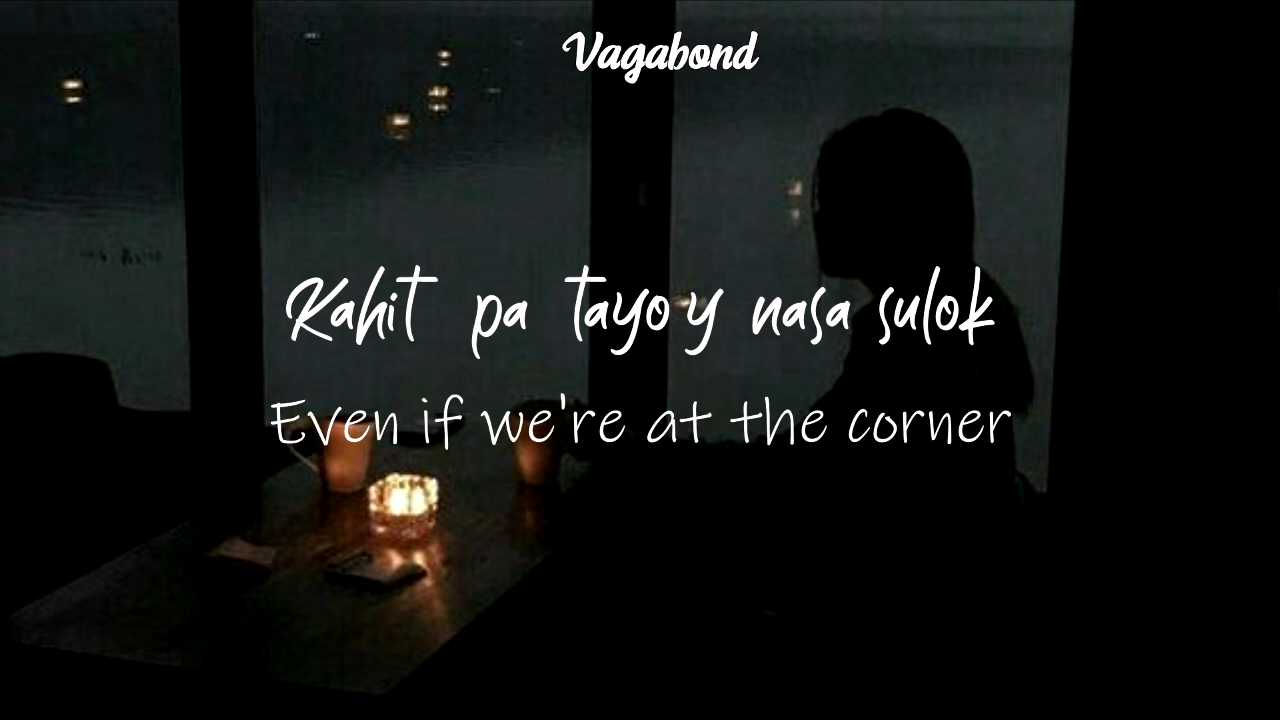 Vagabond
Kahit pa tayo y nasa sulok
Even if we're at the corner